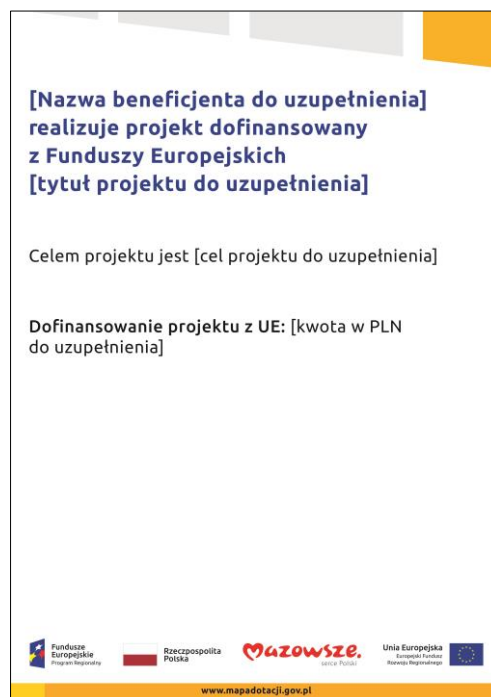 [Nazwa beneficjenta do uzupełnienia]
realizuje projekt dofinansowany
z Funduszy Europejskich
[tytuł projektu do uzupełnienia]
Celem projektu jest [cel projektu do uzupełnienia]
Dofinansowanie projektu z UE: [kwota w PLN
do uzupełnienia]
Fundusze
Europejskie
Program Regionalny
Rzeczpospolita
Polska
Mazowsze.
serce Polski
Unia Europejska
Europejski Fundusz
Rozwoju Regionalnego
www.mapadotacji.gov.pl